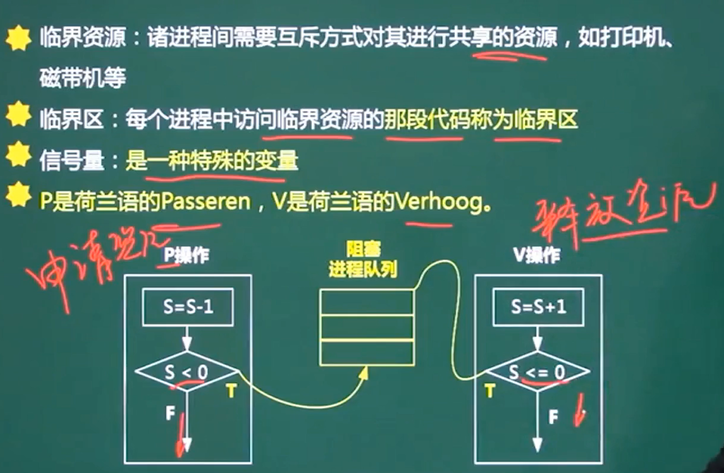 临界资源：诸进程间需要互斥方式对其进行共享的资源，如打印机、
磁带机等
临界区：每个进程中访问临界资源的那段代码称为临界区
信号量：是一种特殊的变量
P是荷兰语的Passeren，V是荷兰语的Verhoog。
申请资源
释放资源
P操作
阻塞
进程队列
V操作
S=S-1
S=S+1
S < 0
S <= 0
T
T
F
F